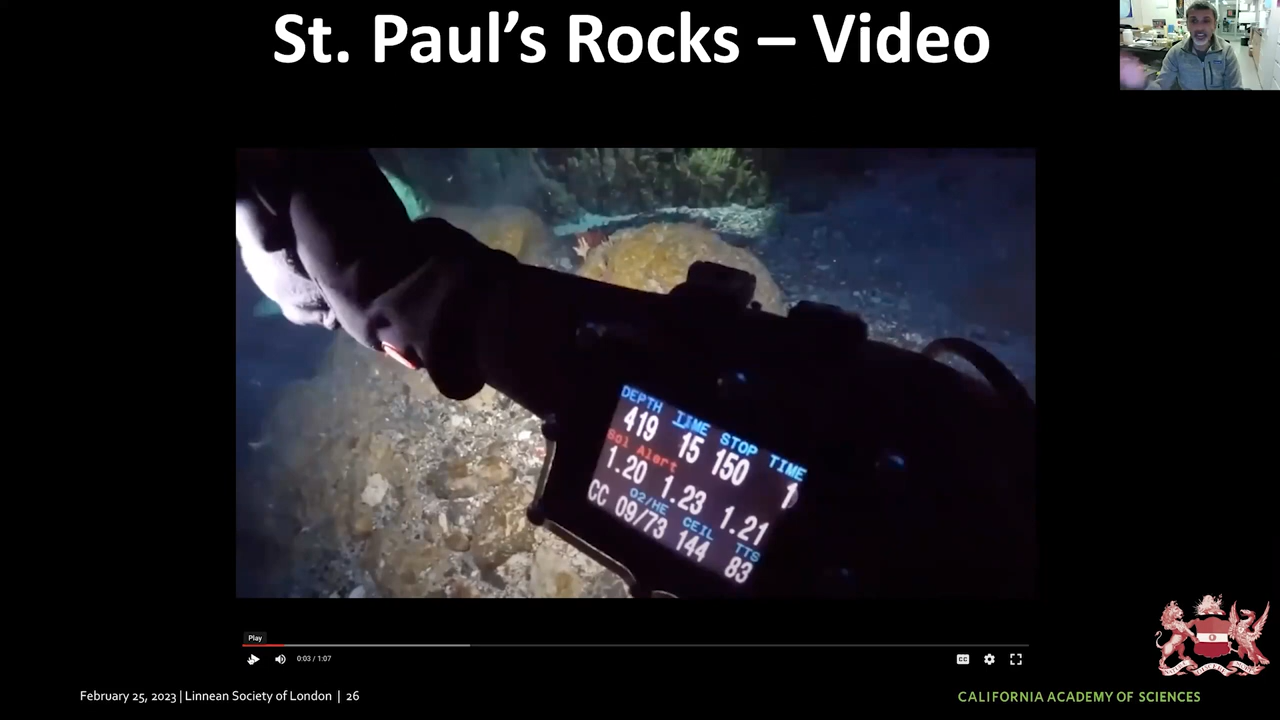 St. Paul's Rocks – Video
DEPTH TIME STOP TIME
419 15 150 1
Sol Alert
1.20 1.23 1.21
O2/HE CEIL TTS
CC 09/73 144 83
Play
0:03 / 1:07
CC
February 25, 2023 | Linnean Society of London | 26
CALIFORNIA ACADEMY OF SCIENCES